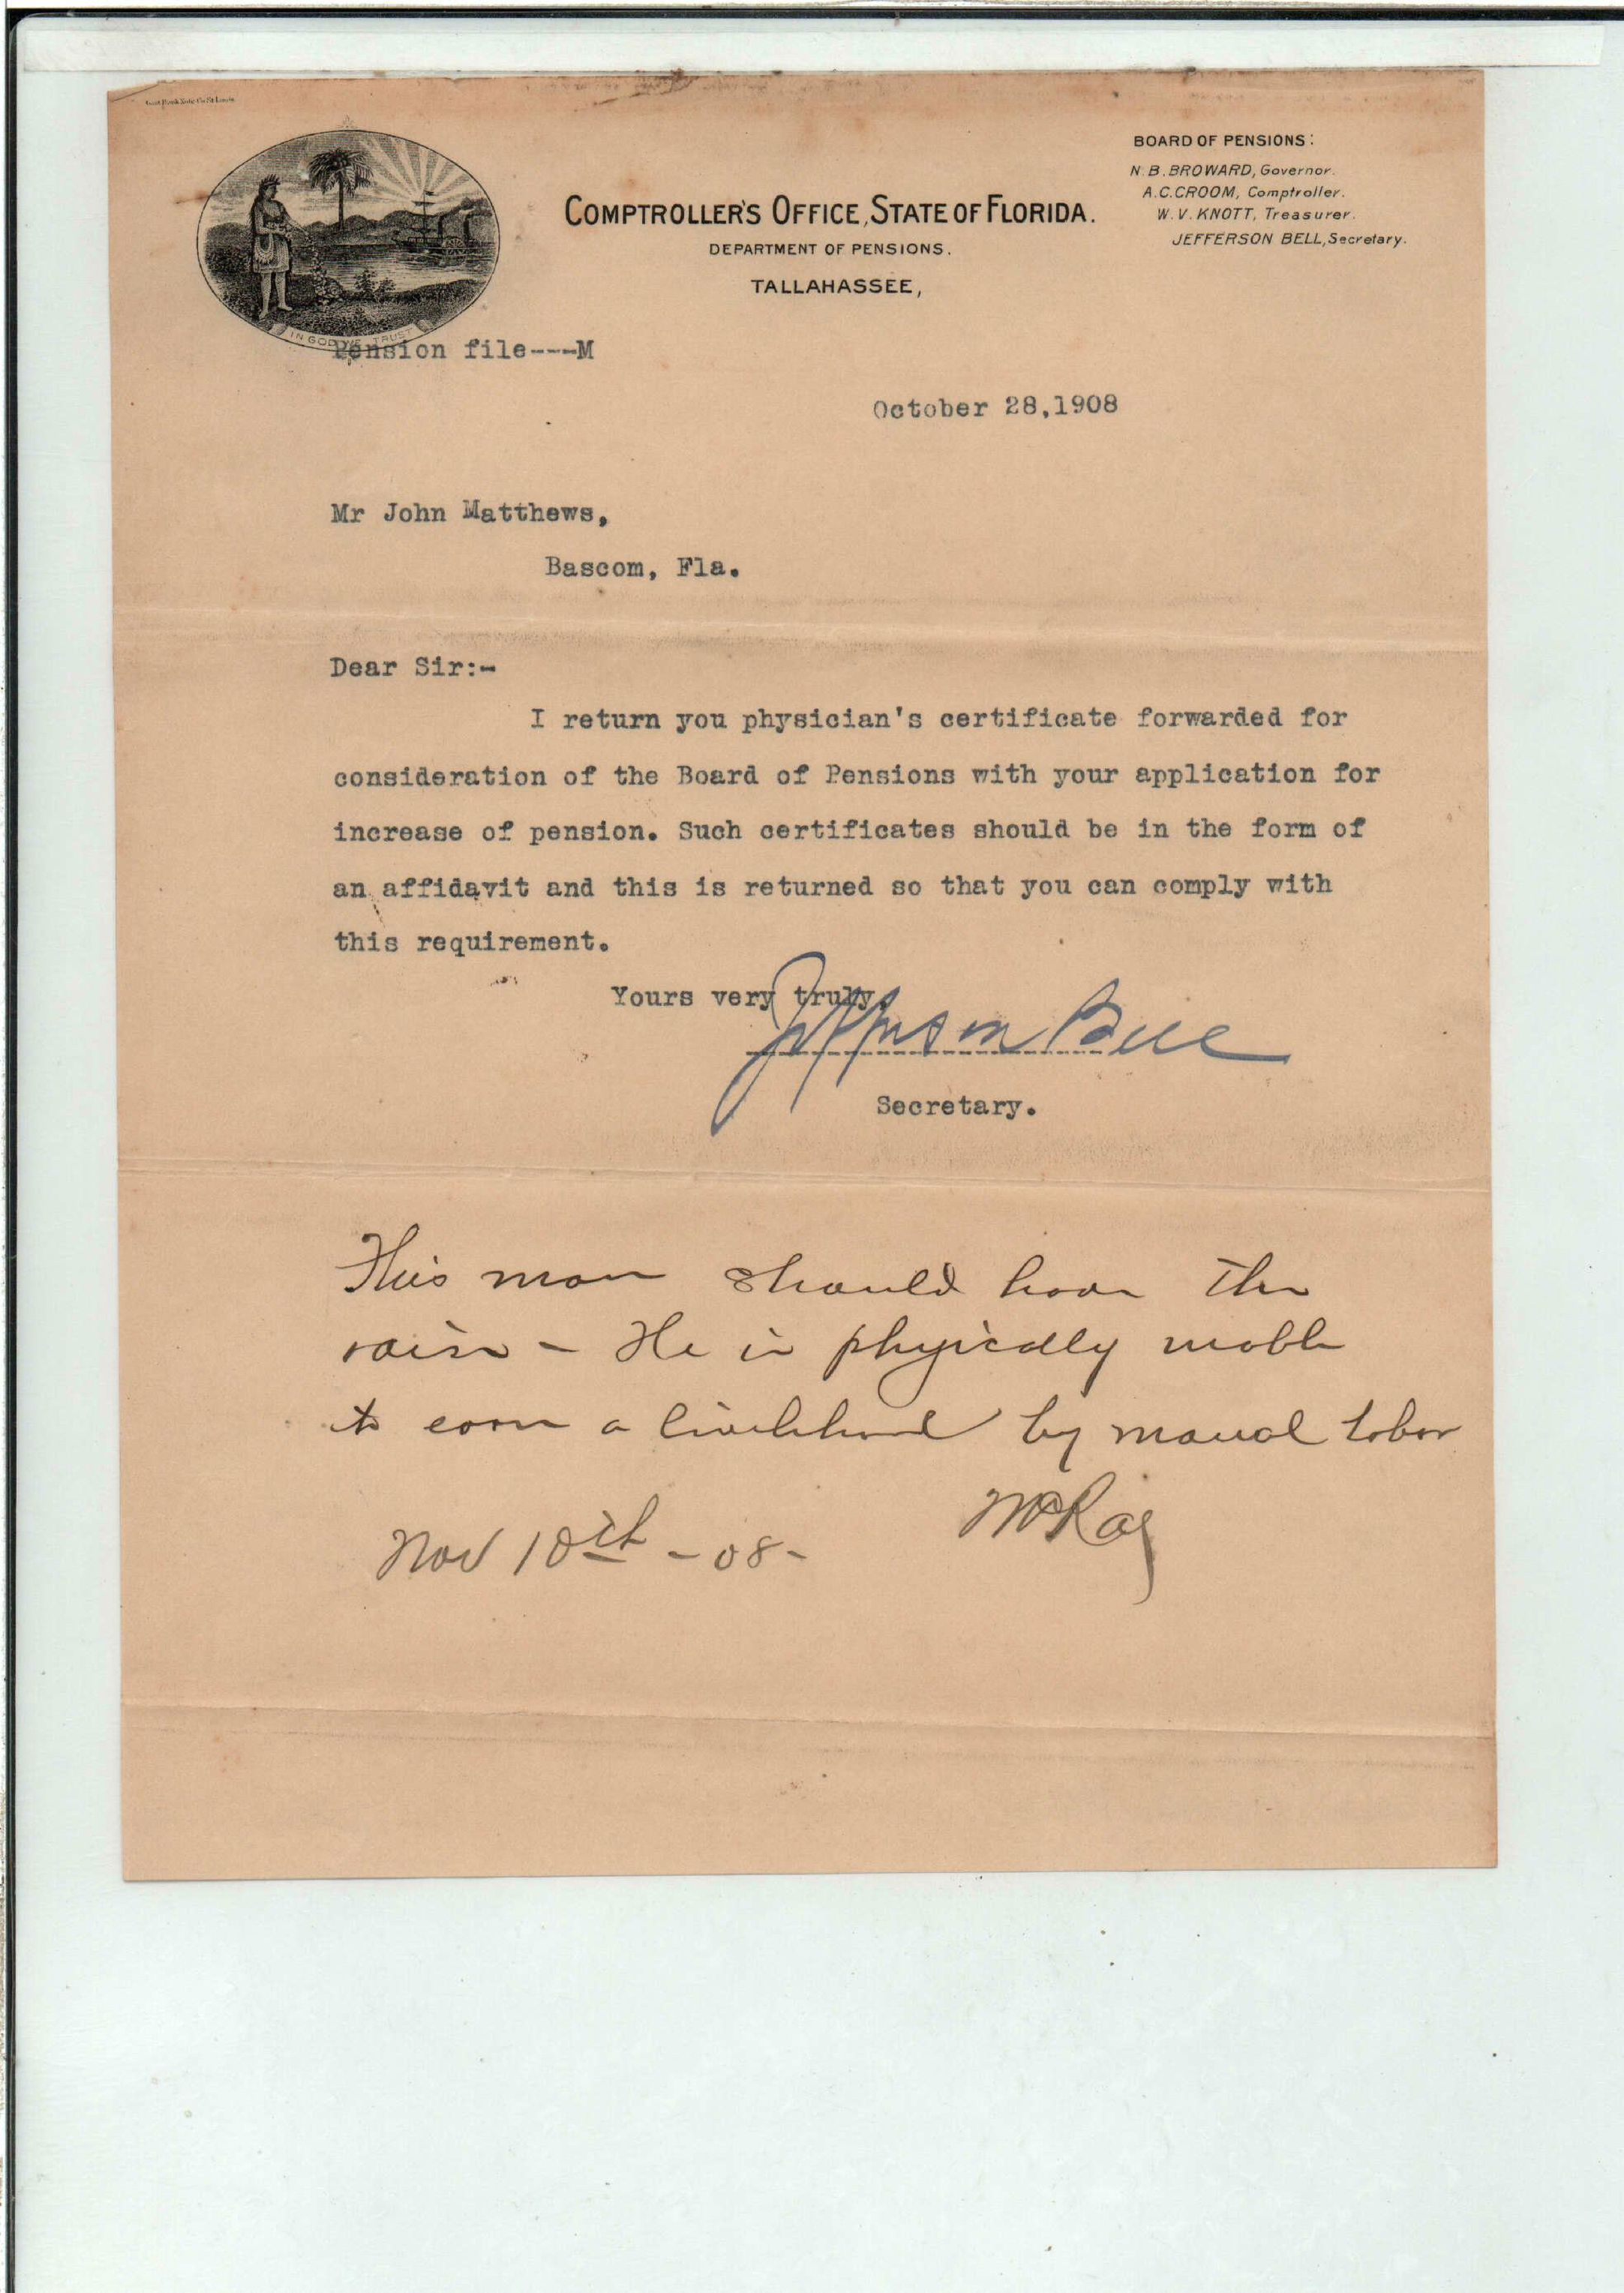 BOARD OF PENSIONS:
N. B. BROWARD, Governor.
A. C. CROOM, Comptroller.
W. V. KNOTT, Treasurer.
JEFFERSON BELL, Secretary.
COMPTROLLER'S OFFICE, STATE OF FLORIDA.
DEPARTMENT OF PENSIONS.
TALLAHASSEE,
IN GOD WE TRUST
Pension file---M
October 28,1908
Mr John Matthews,
Bascom, Fla.
Dear Sir:-
I return you physician's certificate forwarded for
consideration of the Board of Pensions with your application for
increase of pension. Such certificates should be in the form of
an affidavit and this is returned so that you can comply with
this requirement.
Yours very truly,
Jefferson Bell
Secretary.
This man should have the
raise - He is physically unable
to earn a livelihood by manual labor
Nov 10th - 08 -